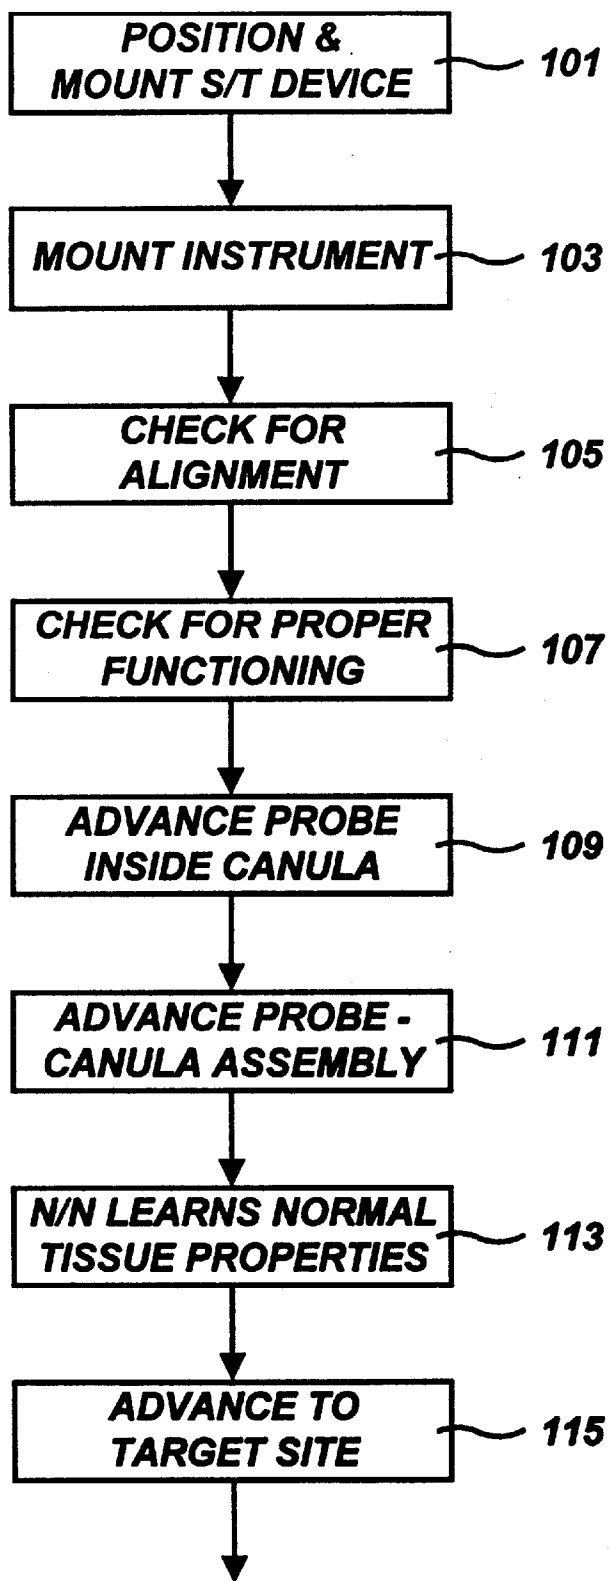 POSITION &
MOUNT S/T DEVICE
101
MOUNT INSTRUMENT
103
CHECK FOR
ALIGNMENT
105
CHECK FOR PROPER
FUNCTIONING
107
ADVANCE PROBE
INSIDE CANULA
109
ADVANCE PROBE -
CANULA ASSEMBLY
111
N/N LEARNS NORMAL
TISSUE PROPERTIES
113
ADVANCE TO
TARGET SITE
115